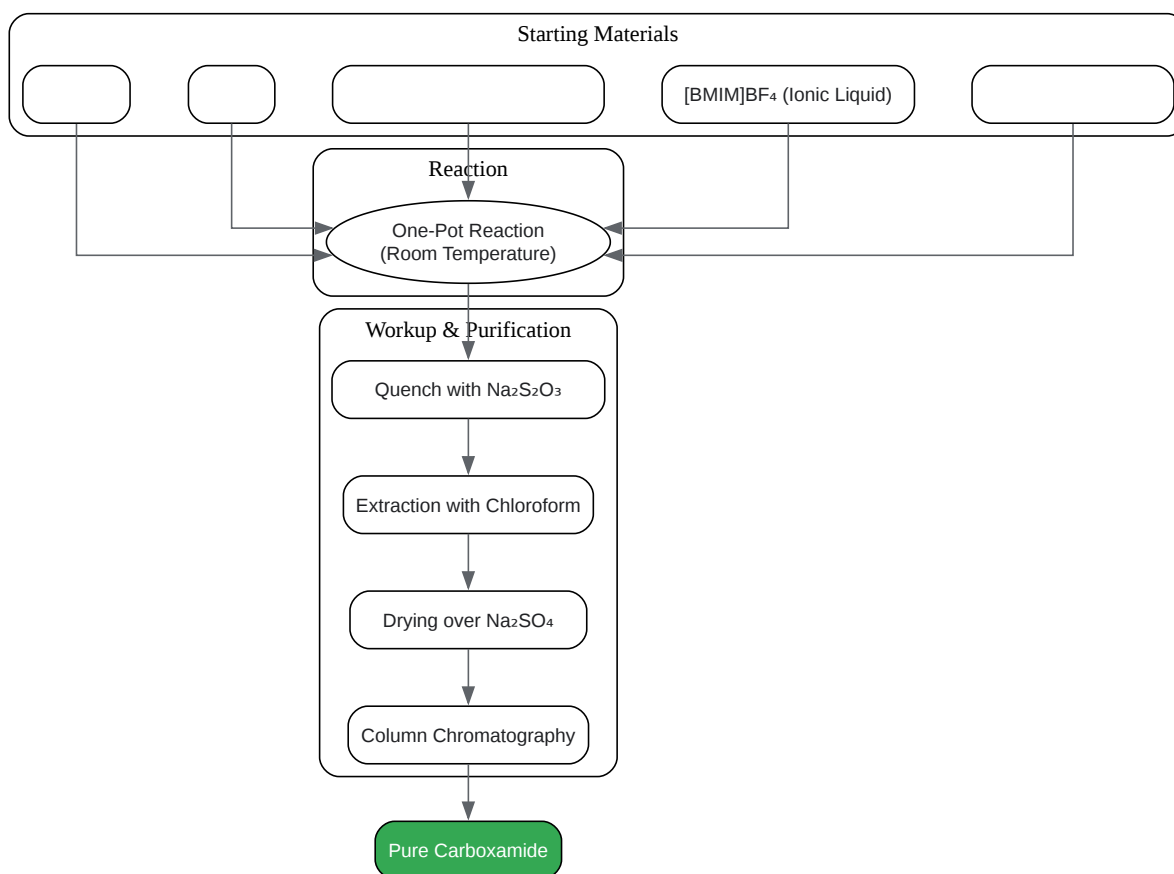 Starting Materials
[BMIM]BF₄ (Ionic Liquid)
Reaction
One-Pot Reaction
(Room Temperature)
Workup & Purification
Quench with Na₂S₂O₃
Extraction with Chloroform
Drying over Na₂SO₄
Column Chromatography
Pure Carboxamide